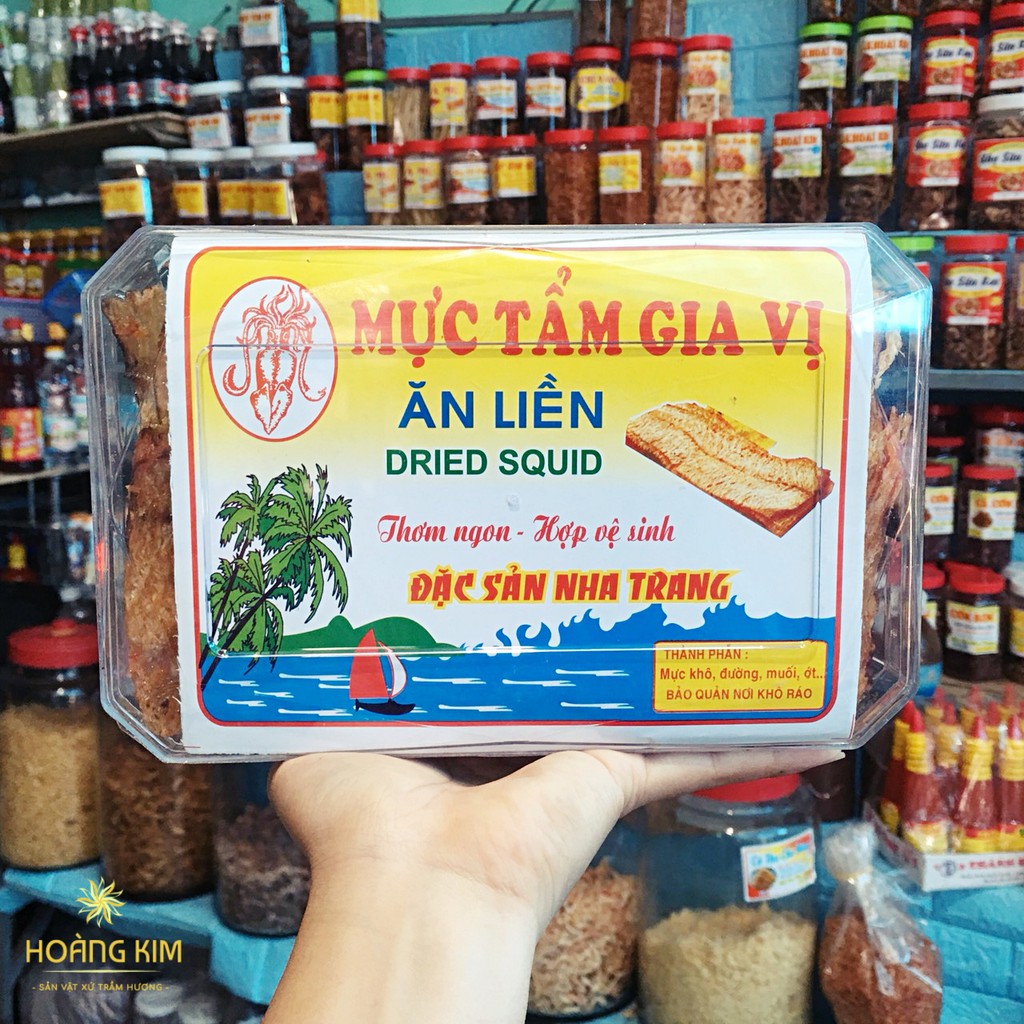 MỰC TẨM GIA VỊ
ĂN LIỀN
DRIED SQUID
Thơm ngon - Hợp vệ sinh
ĐẶC SẢN NHA TRANG
THÀNH PHẦN :
Mực khô, đường, muối, ớt...
BẢO QUẢN NƠI KHÔ RÁO
HOÀNG KIM
- SẢN VẬT XỨ TRẦM HƯƠNG -